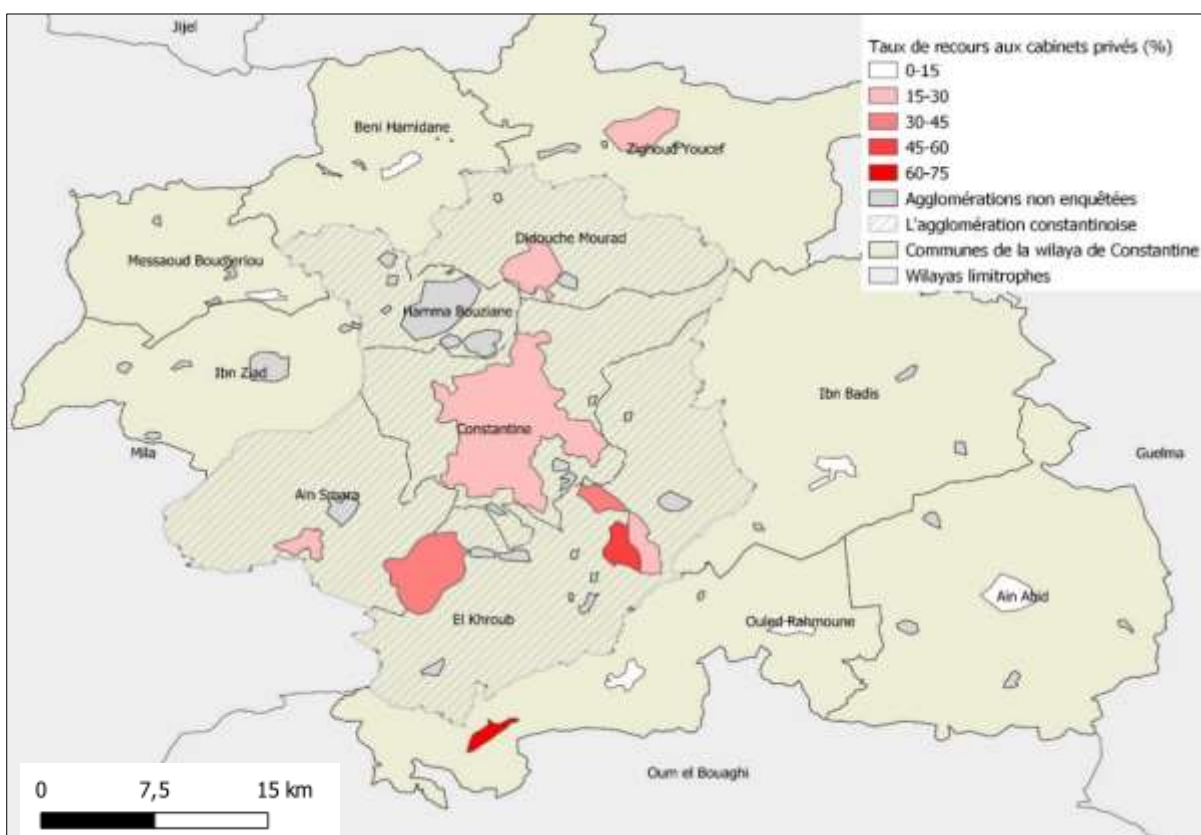 Jijel
Taux de recours aux cabinets privés (%)
0-15
15-30
30-45
45-60
60-75
Agglomérations non enquêtées
L'agglomération constantinoise
Communes de la wilaya de Constantine
Wilayas limitrophes
Beni Hamidane
Zighoud Youcef
Didouche Mourad
Messaoud Boudjeriou
Hamma Bouziane
Ibn Ziad
Ibn Badis
Constantine
Mila
Guelma
Ain Smara
Ain Abid
El Khroub
Ouled Rahmoune
Oum el Bouaghi
0 7,5 15 km